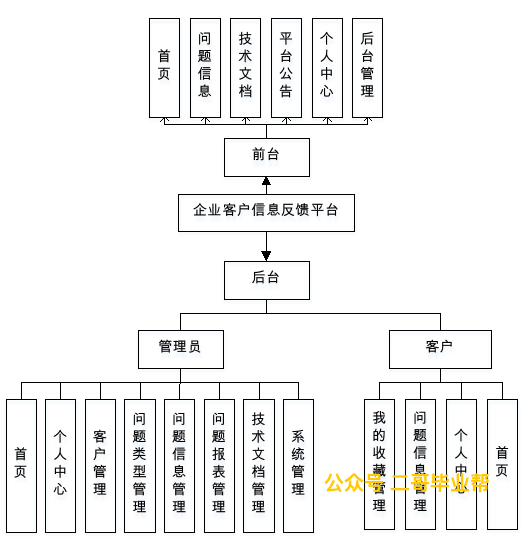 首页
问题信息
技术文档
平台公告
个人中心
后台管理
前台
企业客户信息反馈平台
后台
管理员
客户
首页
个人中心
客户管理
问题类型管理
问题信息管理
问题报表管理
技术文档管理
系统管理
我的收藏管理
问题信息管理
个人中心
首页
公众号 二哥毕业帮